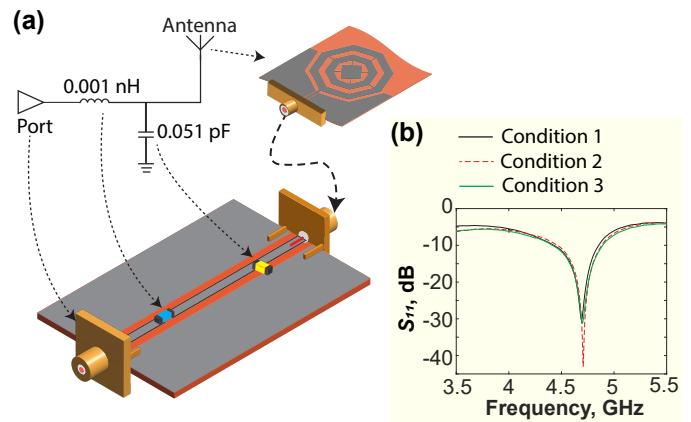 (a)
Antenna
0.001 nH
Port
0.051 pF
(b)
Condition 1
Condition 2
Condition 3
0
-10
-20
-30
-40
S11, dB
3.5 4 4.5 5 5.5
Frequency, GHz